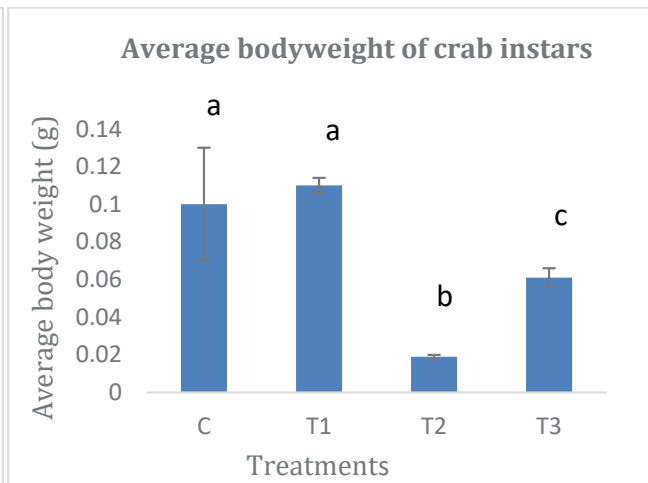 Average bodyweight of crab instars
a
a
0.14
0.12
0.1
0.08
0.06
0.04
0.02
0
c
b
Average body weight (g)
C T1 T2 T3
Treatments